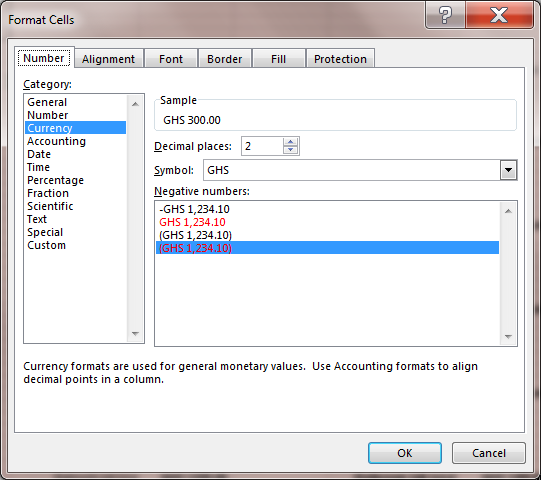 Format Cells
Number Alignment Font Border Fill Protection
Category:
General
Number
Currency
Accounting
Date
Time
Percentage
Fraction
Scientific
Text
Special
Custom
Sample
GHS 300.00
Decimal places: 2
Symbol: GHS
Negative numbers:
-GHS 1,234.10
GHS 1,234.10
(GHS 1,234.10)
(GHS 1,234.10)
Currency formats are used for general monetary values.  Use Accounting formats to align
decimal points in a column.
OK Cancel